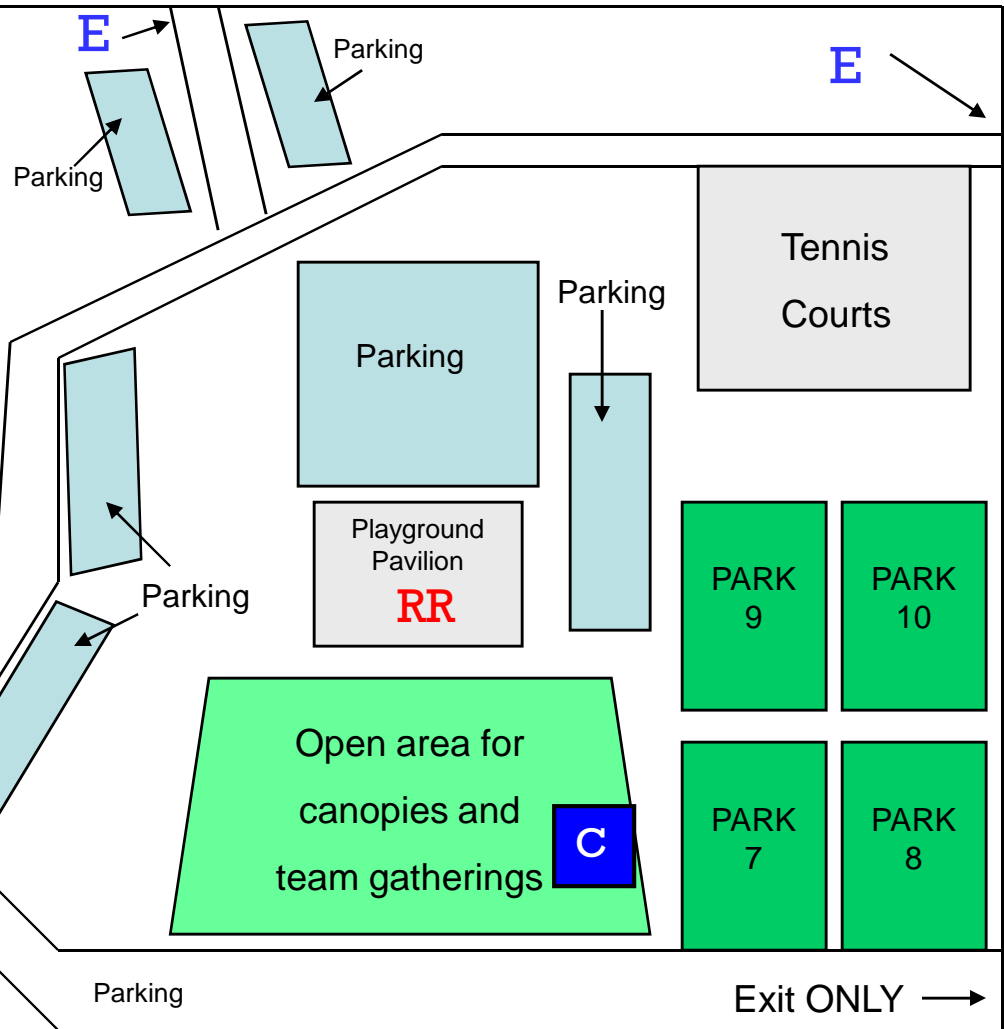 E
Parking
E
Parking
Tennis
Courts
Parking
Parking
Playground
Pavilion
RR
Parking
PARK
9
PARK
10
Open area for
canopies and
team gatherings
C
PARK
7
PARK
8
Parking
Exit ONLY